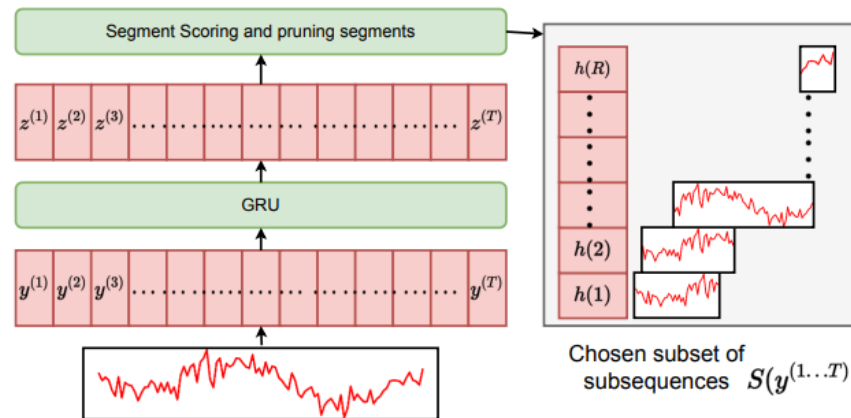 Segment Scoring and pruning segments
z^{(1)} z^{(2)} z^{(3)} ........................ z^{(T)}
GRU
y^{(1)} y^{(2)} y^{(3)} ........................ y^{(T)}
h(R)
h(2)
h(1)
Chosen subset of
subsequences S(y^{(1...T)}